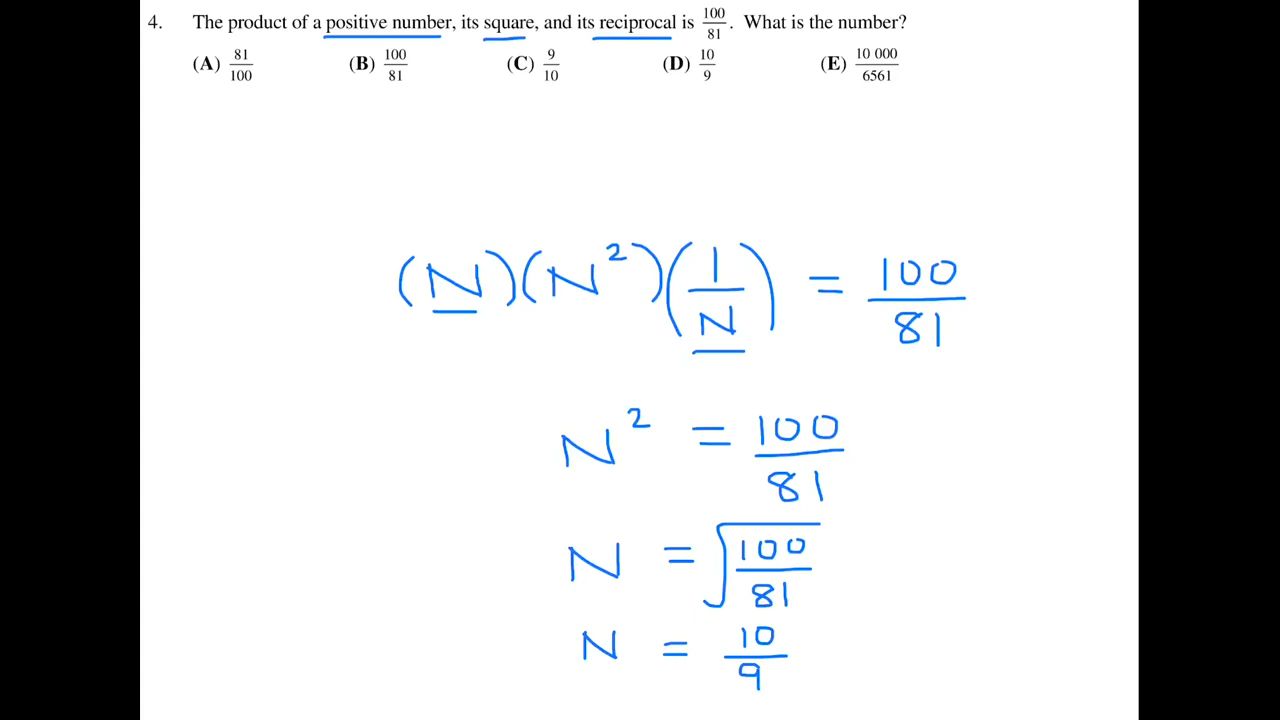 4. The product of a positive number, its square, and its reciprocal is 100/81. What is the number?
(A) 81/100 (B) 100/81 (C) 9/10 (D) 10/9 (E) 10 000/6561
(N)(N²)(1/N) = 100/81
N² = 100/81
N = √(100/81)
N = 10/9